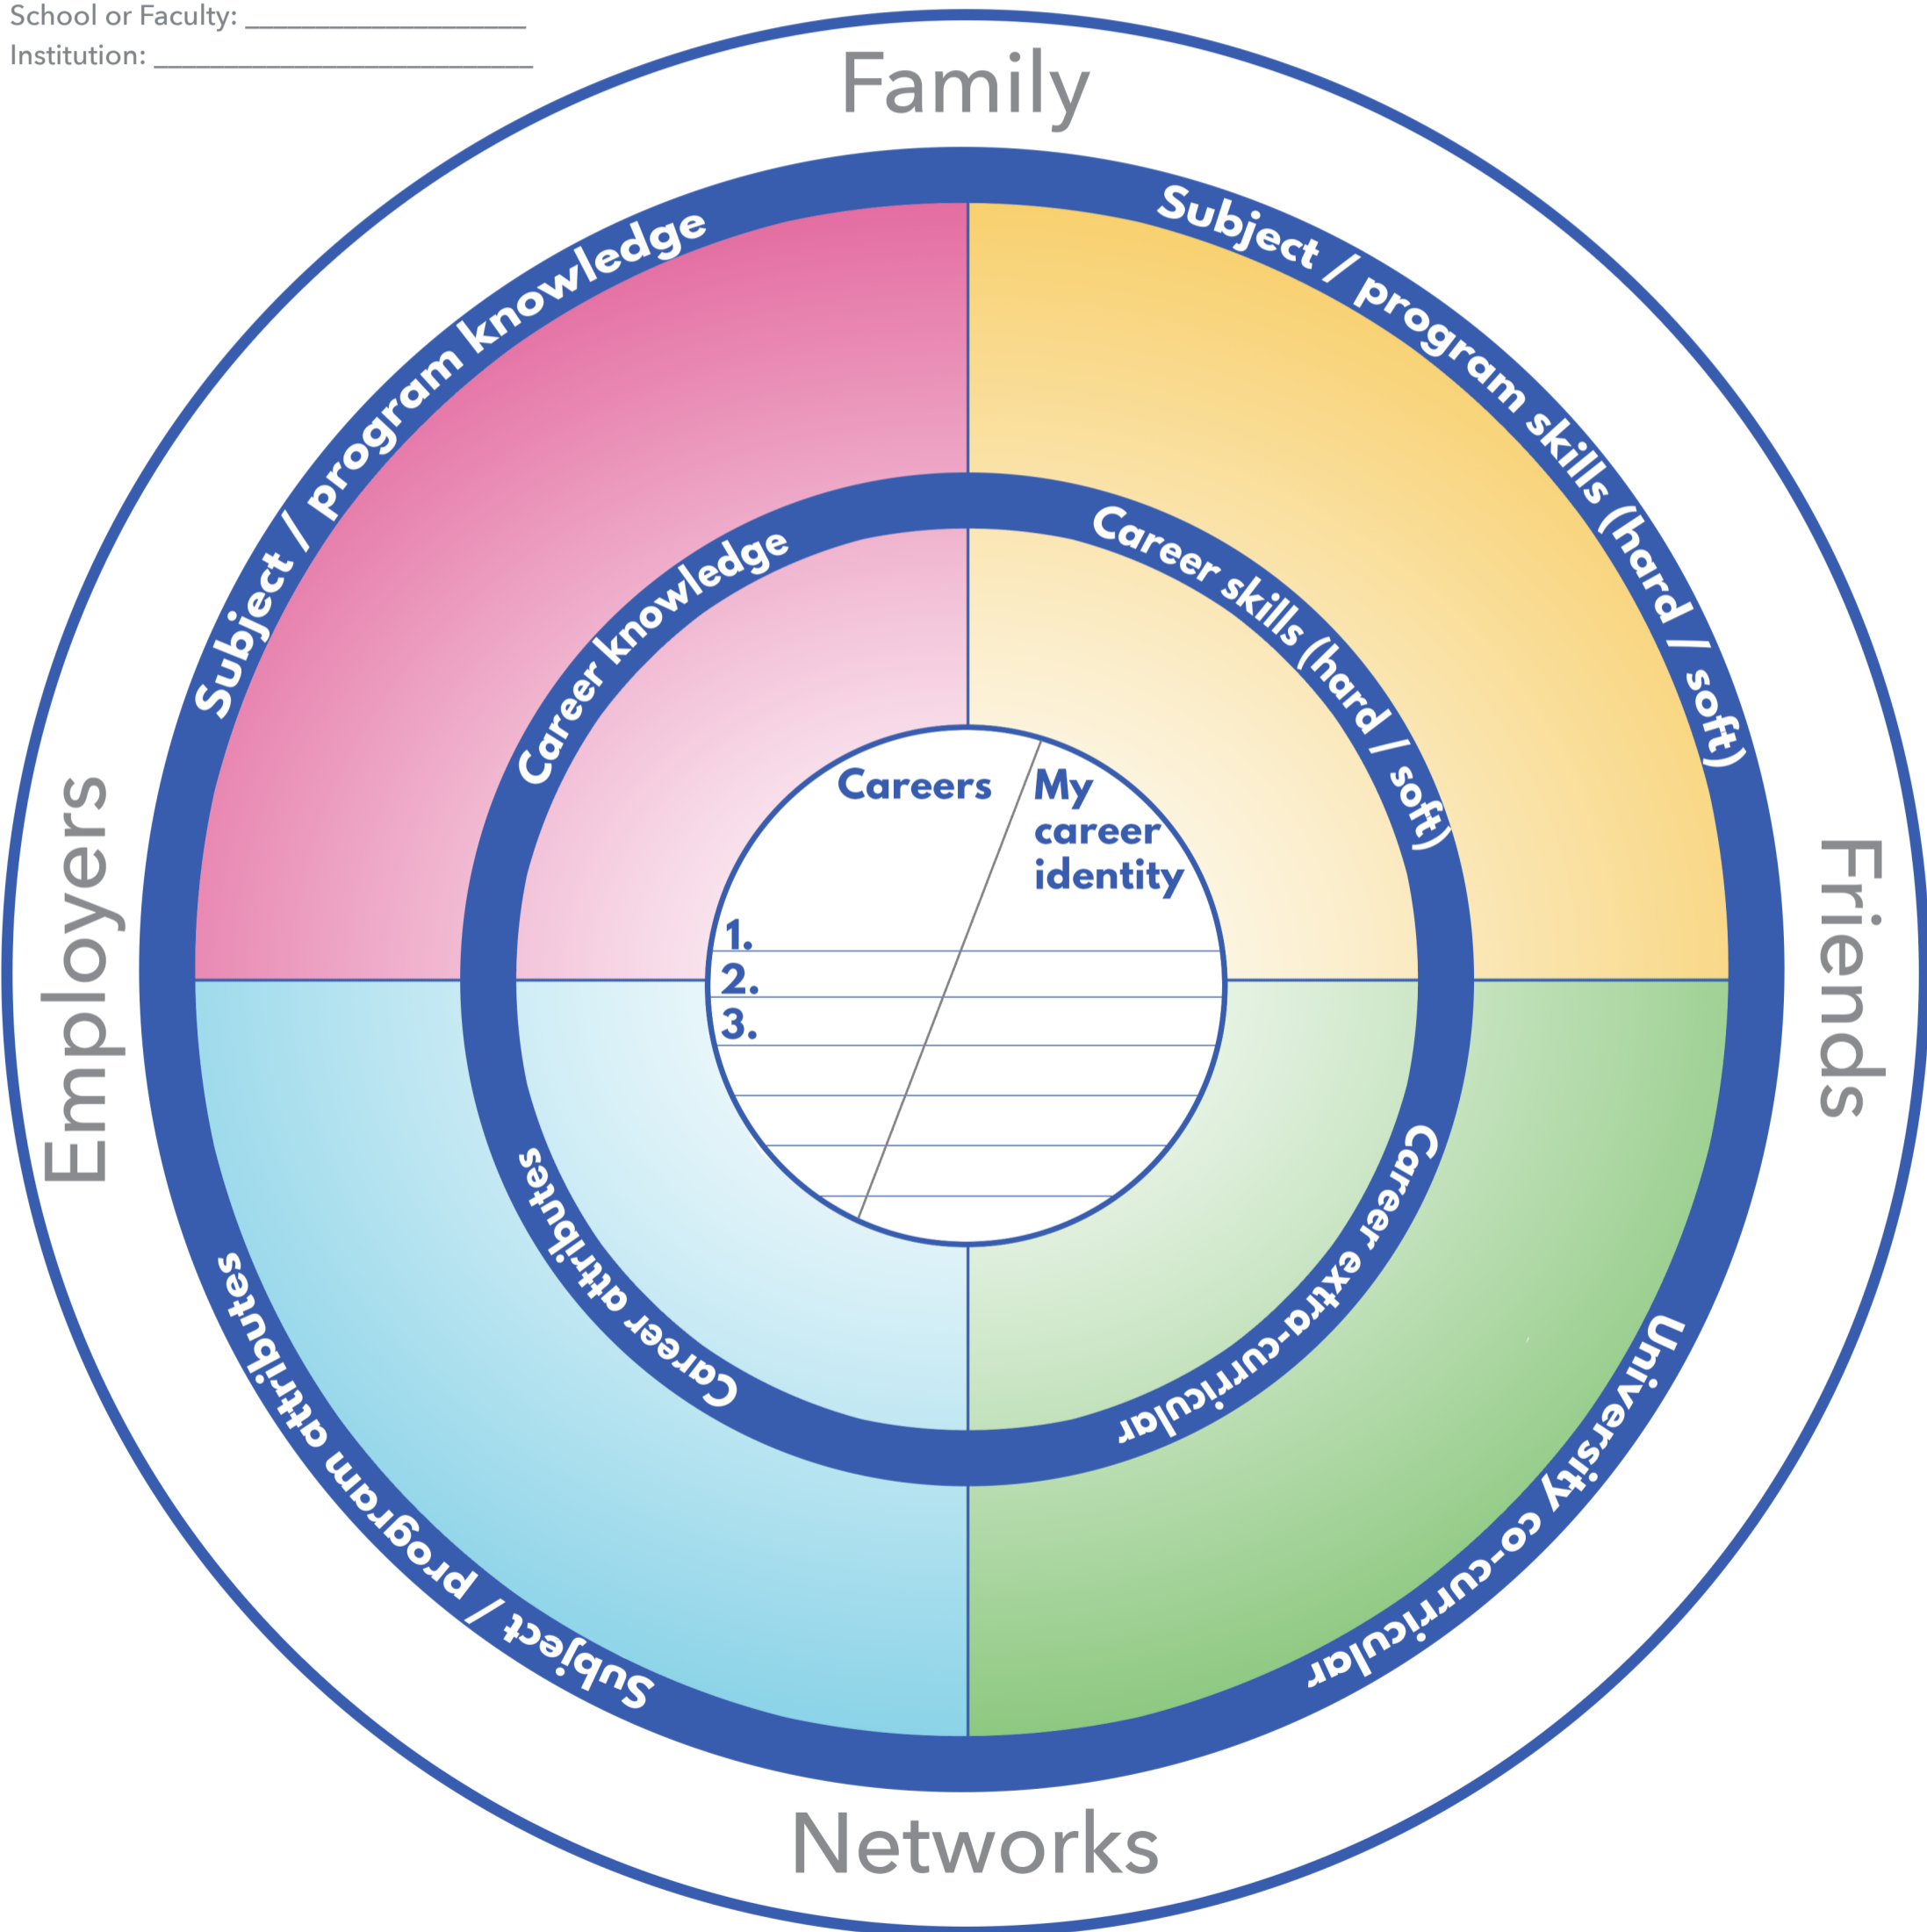 School or Faculty: ____________________________
Institution: ______________________________________
Family
Subject / program knowledge
Subject / program skills (hard / soft)
Career knowledge
Career skills (hard / soft)
Careers
My
career
identity
1.
2.
3.
Employers
Friends
Career attributes
Career extra-curricular
Subject / program attributes
University co-curricular
Networks